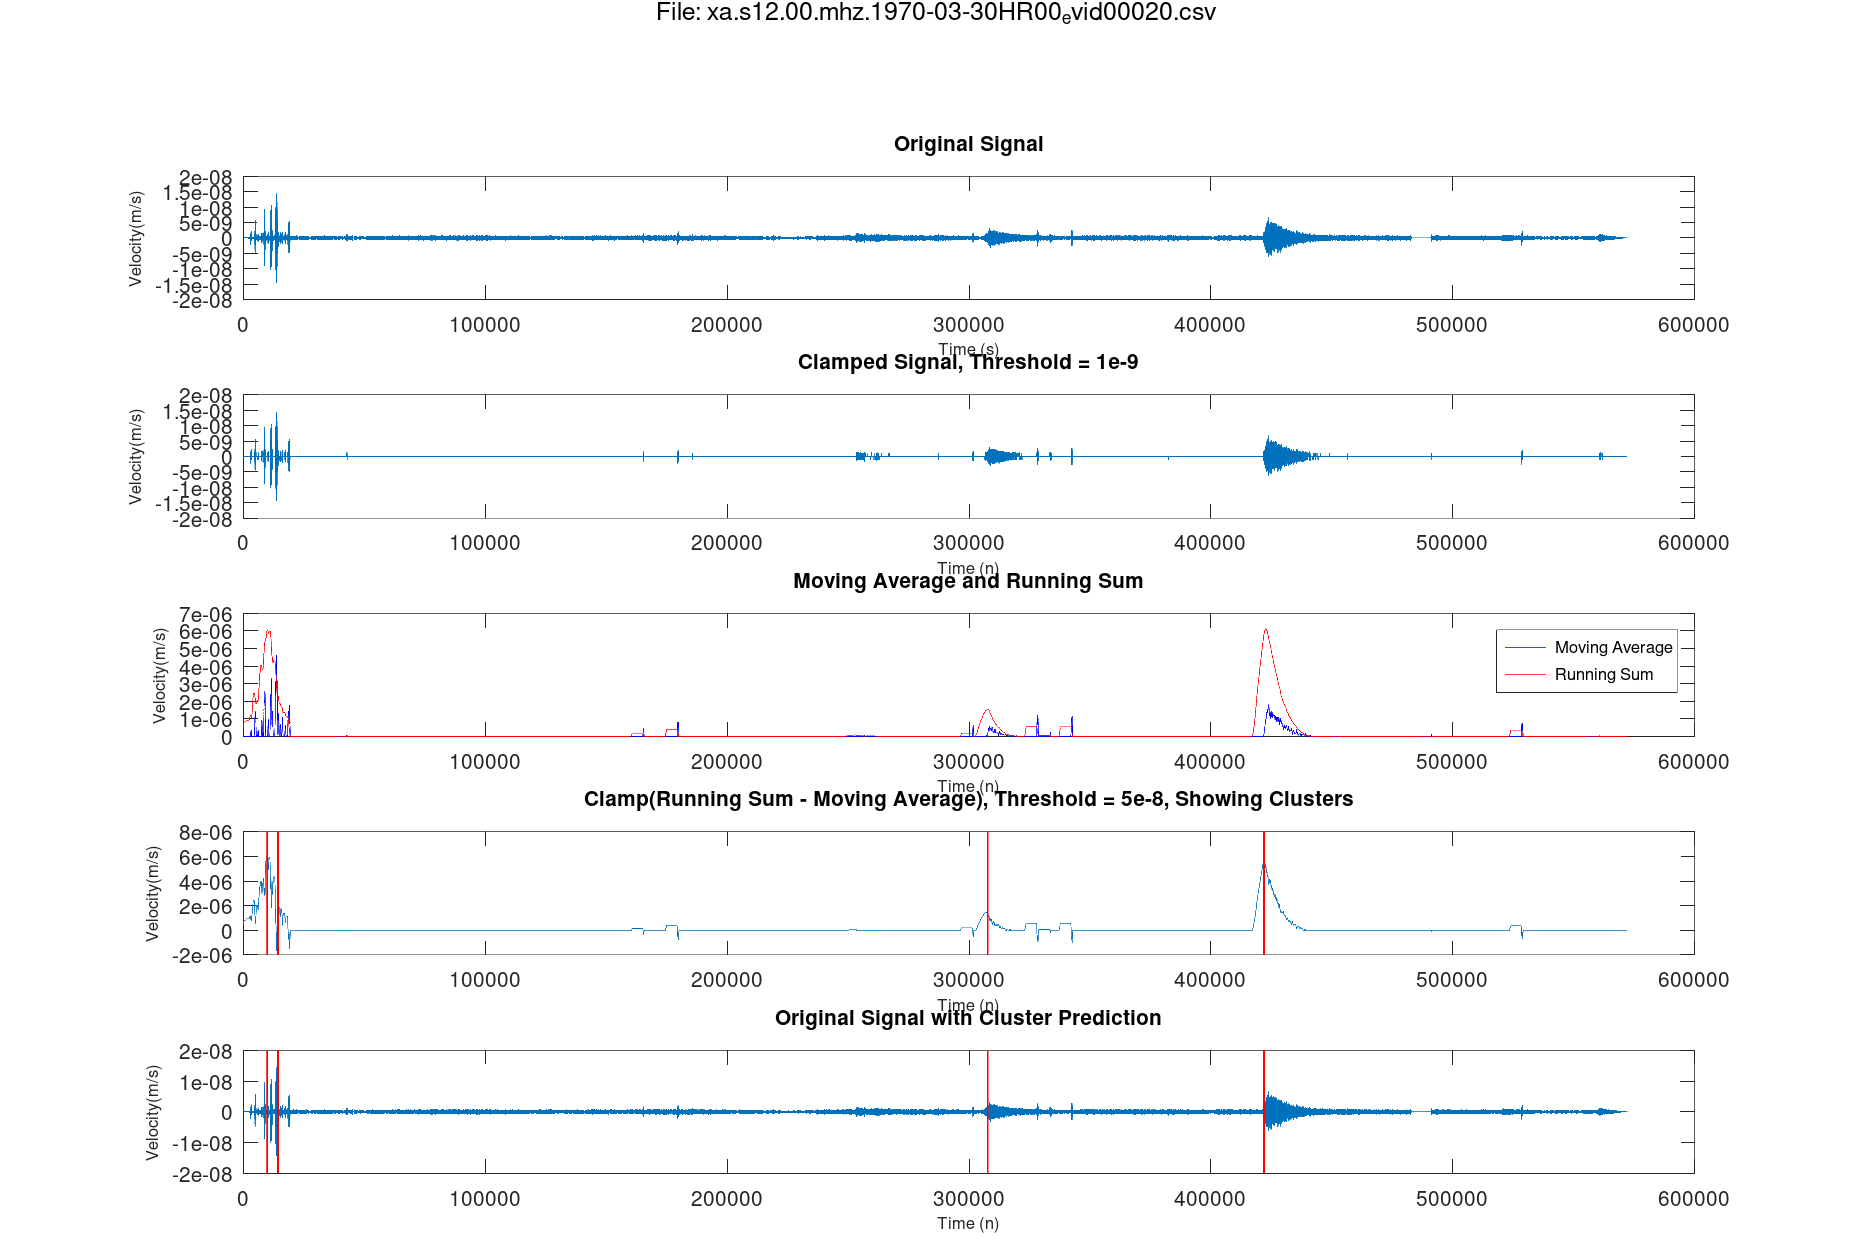 File: xa.s12.00.mhz.1970-03-30HR00evid00020.csv
Original Signal
Velocity(m/s)
2e-08
1.5e-08
1e-08
5e-09
0
-5e-09
-1e-08
-1.5e-08
-2e-08
0 100000 200000 300000 400000 500000 600000
Time (s)
Clamped Signal, Threshold = 1e-9
Velocity(m/s)
2e-08
1.5e-08
1e-08
5e-09
0
-5e-09
-1e-08
-1.5e-08
-2e-08
0 100000 200000 300000 400000 500000 600000
Time (n)
Moving Average and Running Sum
Velocity(m/s)
7e-06
6e-06
5e-06
4e-06
3e-06
2e-06
1e-06
0
Moving Average
Running Sum
0 100000 200000 300000 400000 500000 600000
Time (n)
Clamp(Running Sum - Moving Average), Threshold = 5e-8, Showing Clusters
Velocity(m/s)
8e-06
6e-06
4e-06
2e-06
0
-2e-06
0 100000 200000 300000 400000 500000 600000
Time (n)
Original Signal with Cluster Prediction
Velocity(m/s)
2e-08
1e-08
0
-1e-08
-2e-08
0 100000 200000 300000 400000 500000 600000
Time (n)